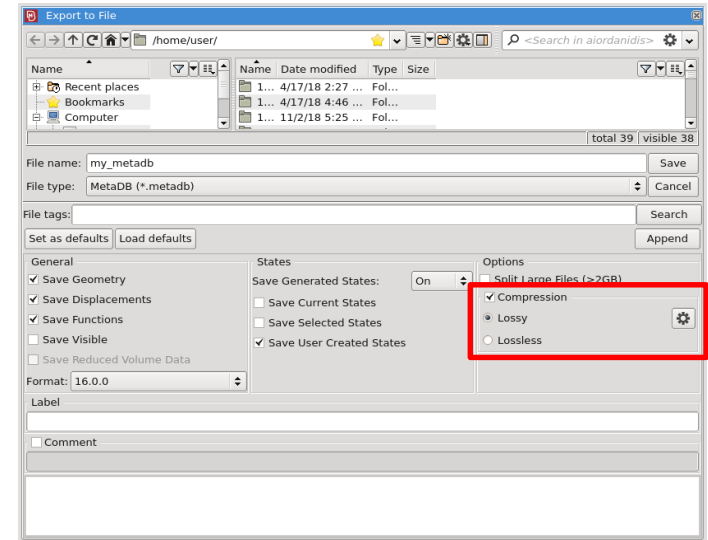 Export to File
/home/user/
<Search in aiordanidis>
Name
Name Date modified Type Size
Recent places
1... 4/17/18 2:27 ... Fol...
Bookmarks
1... 4/17/18 4:46 ... Fol...
Computer
1... 11/2/18 5:25 ... Fol...
total 39 visible 38
File name: my_metadb Save
File type: MetaDB (*.metadb) Cancel
File tags: Search
Set as defaults Load defaults Append
General States Options
Save Geometry Save Generated States: On Split Large Files (>2GB)
Save Displacements Save Current States Compression
Save Functions Save Selected States Lossy
Save Visible Save User Created States Lossless
Save Reduced Volume Data
Format: 16.0.0
Label
Comment